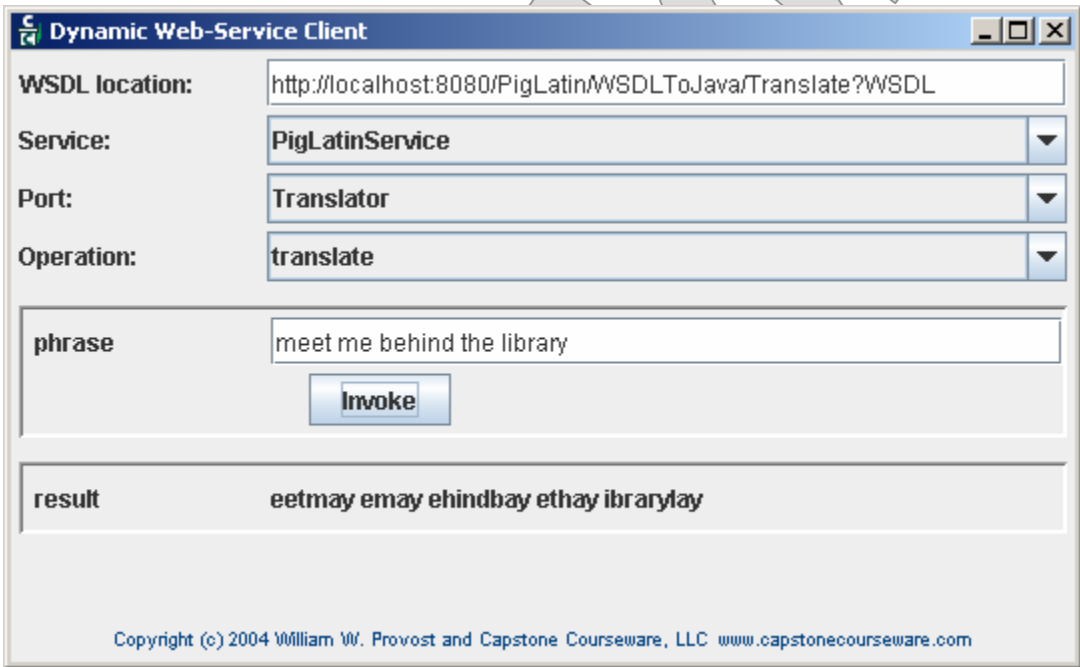 Dynamic Web-Service Client
WSDL location: http://localhost:8080/PigLatin/WSDLToJava/Translate?WSDL
Service: PigLatinService
Port: Translator
Operation: translate
phrase meet me behind the library
Invoke
result eetmay emay ehindbay ethay ibrarylay
Copyright (c) 2004 William W. Provost and Capstone Courseware, LLC www.capstonecourseware.com